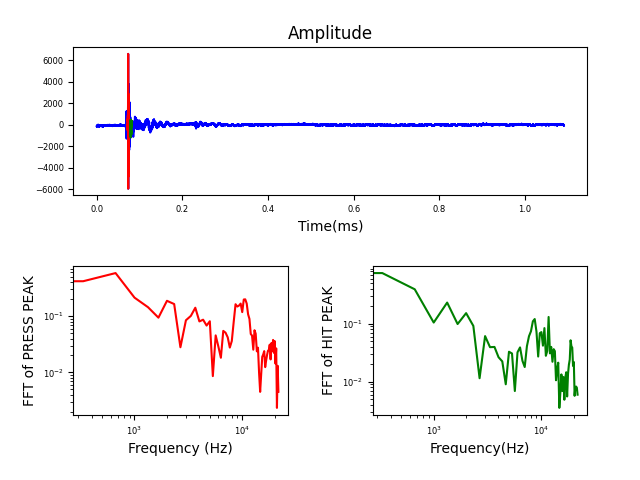 Amplitude
6000
4000
2000
0
−2000
−4000
−6000
0.0 0.2 0.4 0.6 0.8 1.0
Time(ms)
FFT of PRESS PEAK
10⁻¹
10⁻²
10³ 10⁴
Frequency (Hz)
FFT of HIT PEAK
10⁻¹
10⁻²
10³ 10⁴
Frequency(Hz)